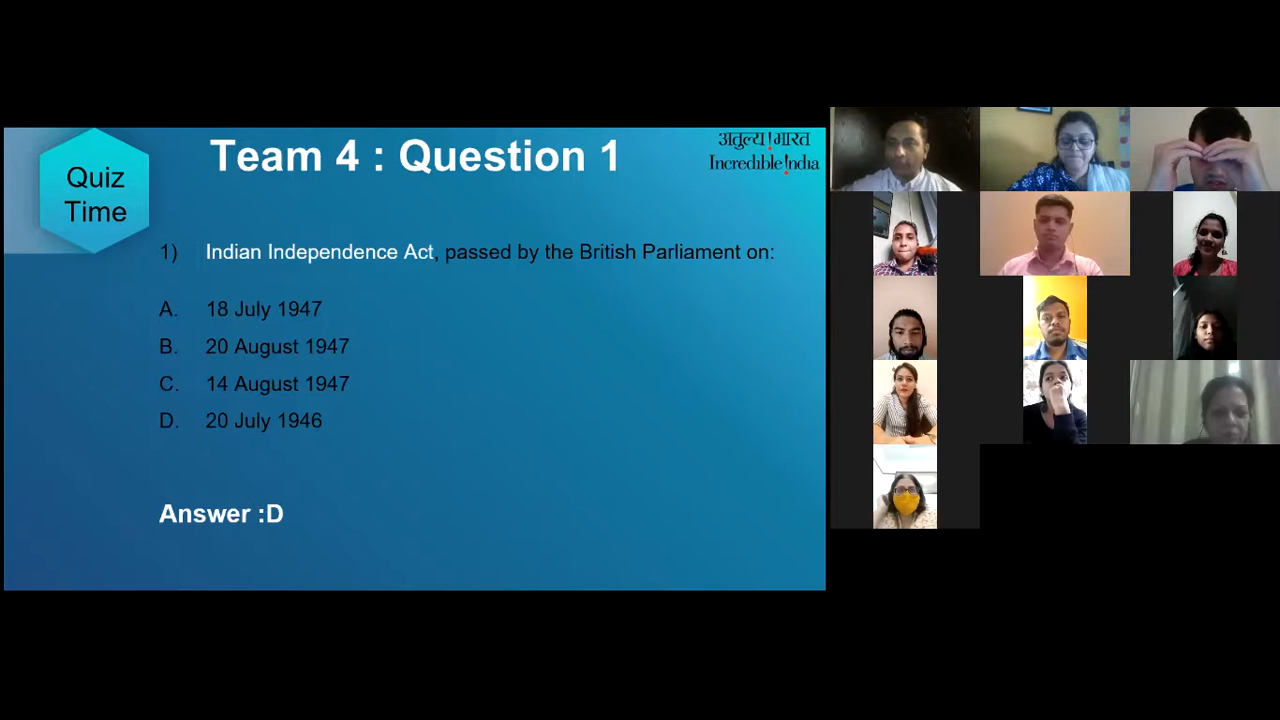 Quiz
Time
Team 4 : Question 1
अतुल्य!भारत
Incredible!ndia
1) Indian Independence Act, passed by the British Parliament on:
A. 18 July 1947
B. 20 August 1947
C. 14 August 1947
D. 20 July 1946
Answer :D